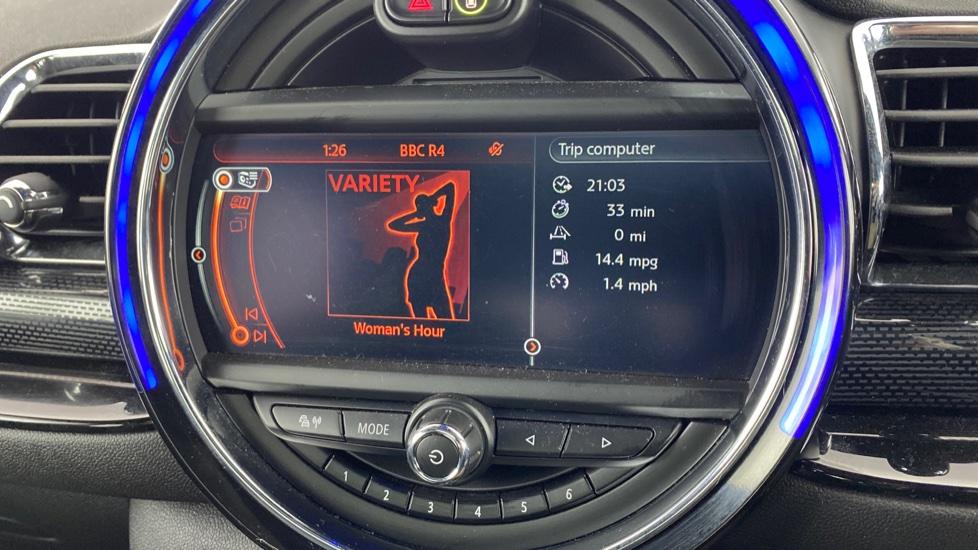 1:26 BBC R4
Trip computer
VARIETY
21:03
33 min
0 mi
14.4 mpg
1.4 mph
Woman's Hour
MODE
1 2 3 4 5 6